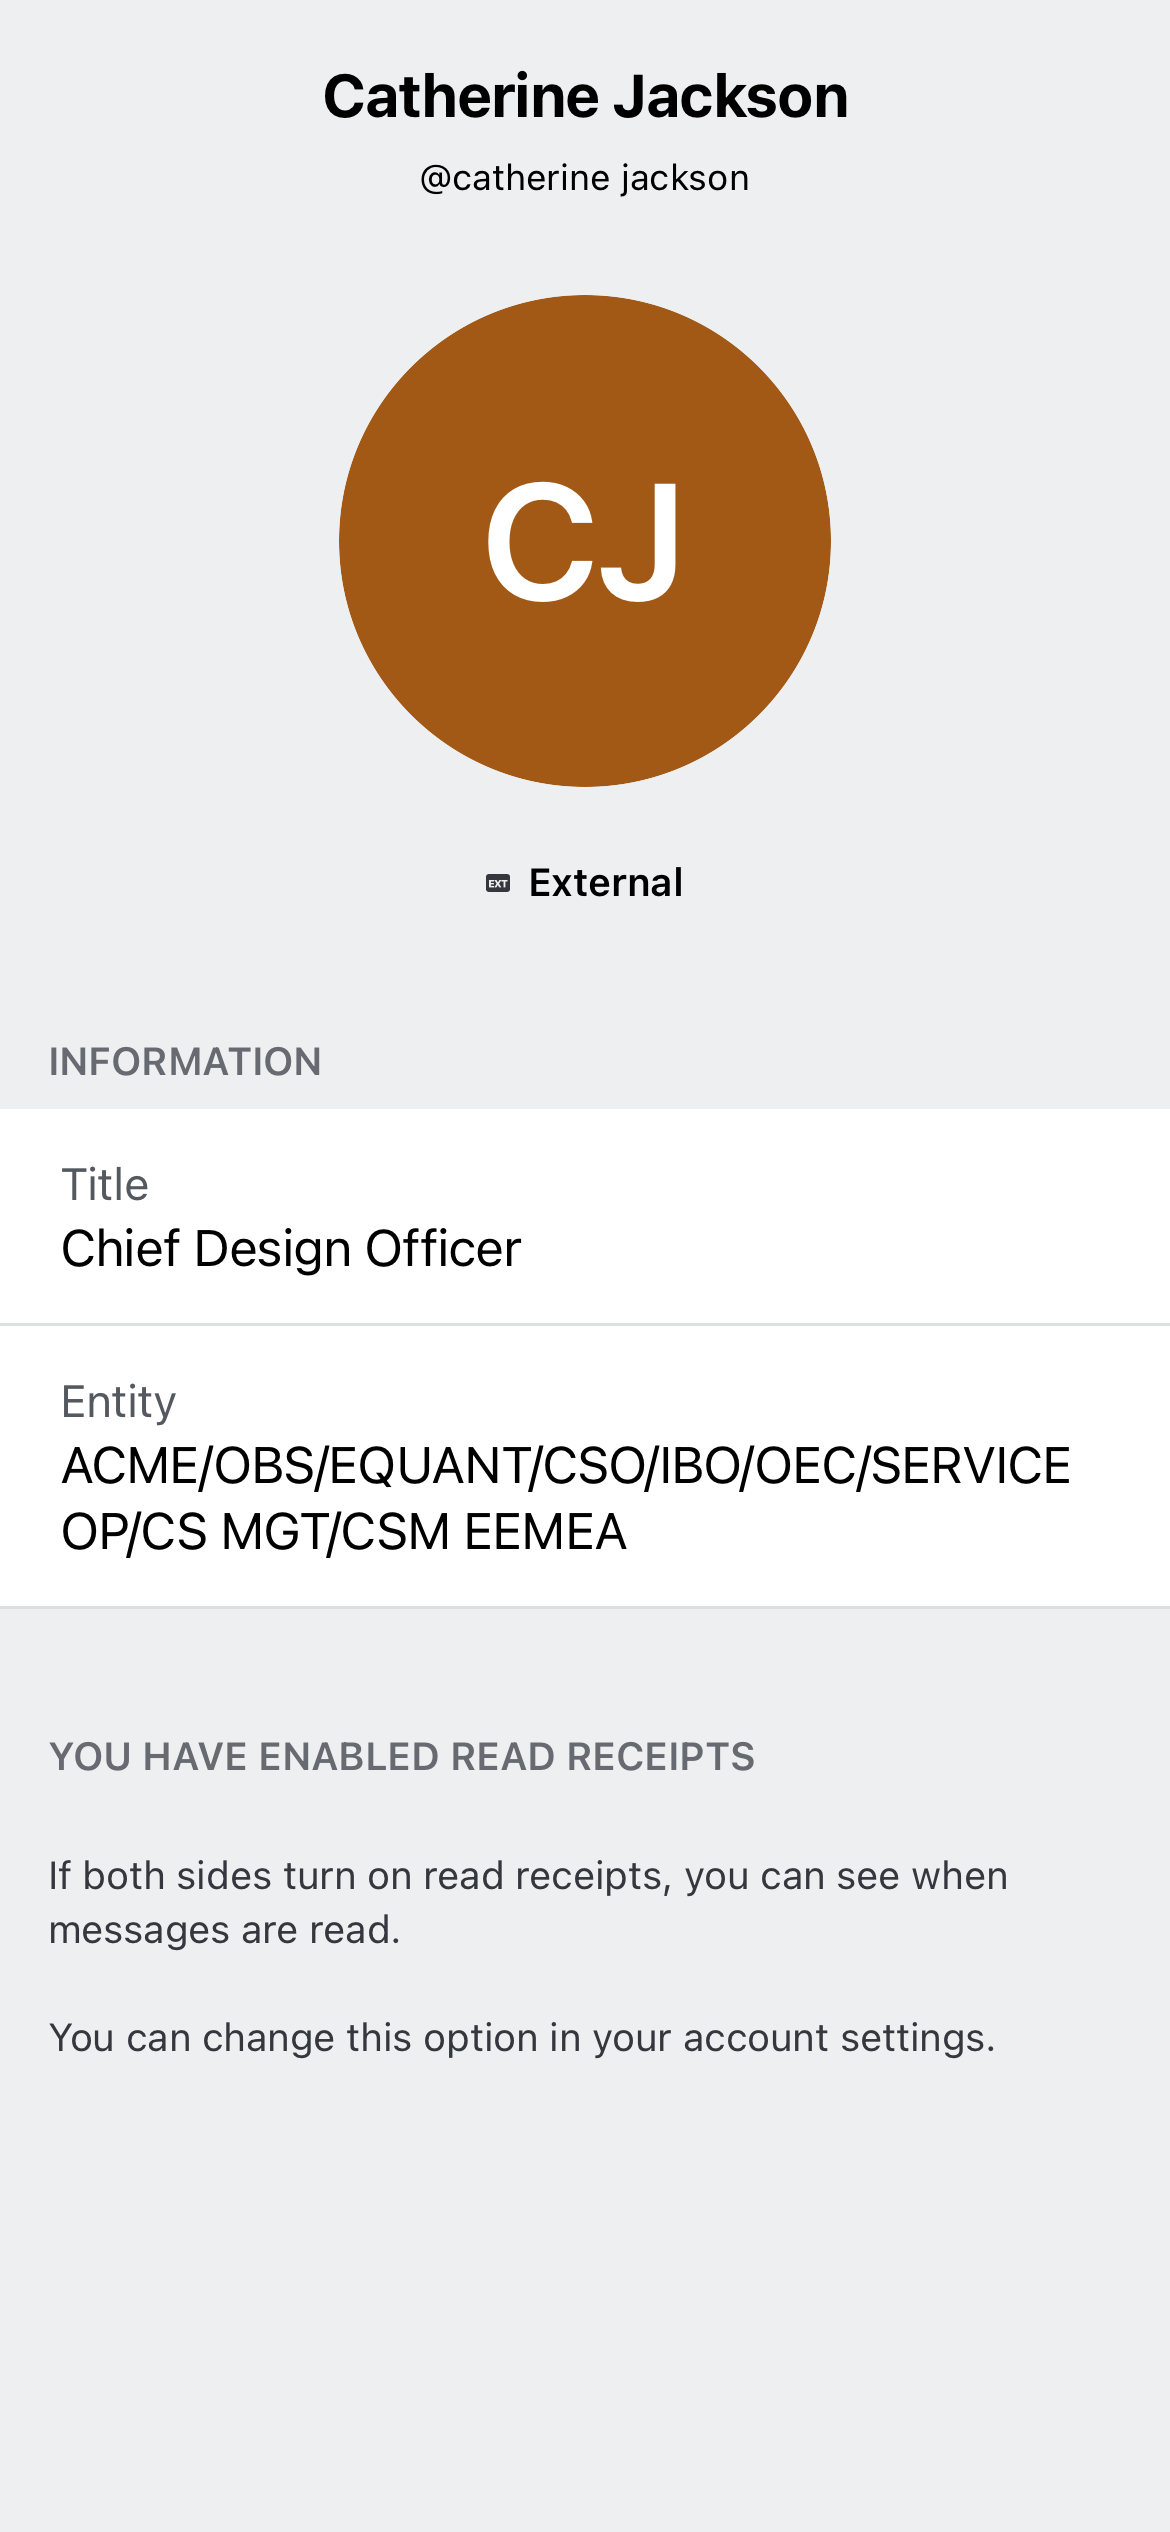 Catherine Jackson
@catherine jackson
CJ
EXT External
INFORMATION
Title
Chief Design Officer
Entity
ACME/OBS/EQUANT/CSO/IBO/OEC/SERVICE
OP/CS MGT/CSM EEMEA
YOU HAVE ENABLED READ RECEIPTS
If both sides turn on read receipts, you can see when
messages are read.
You can change this option in your account settings.